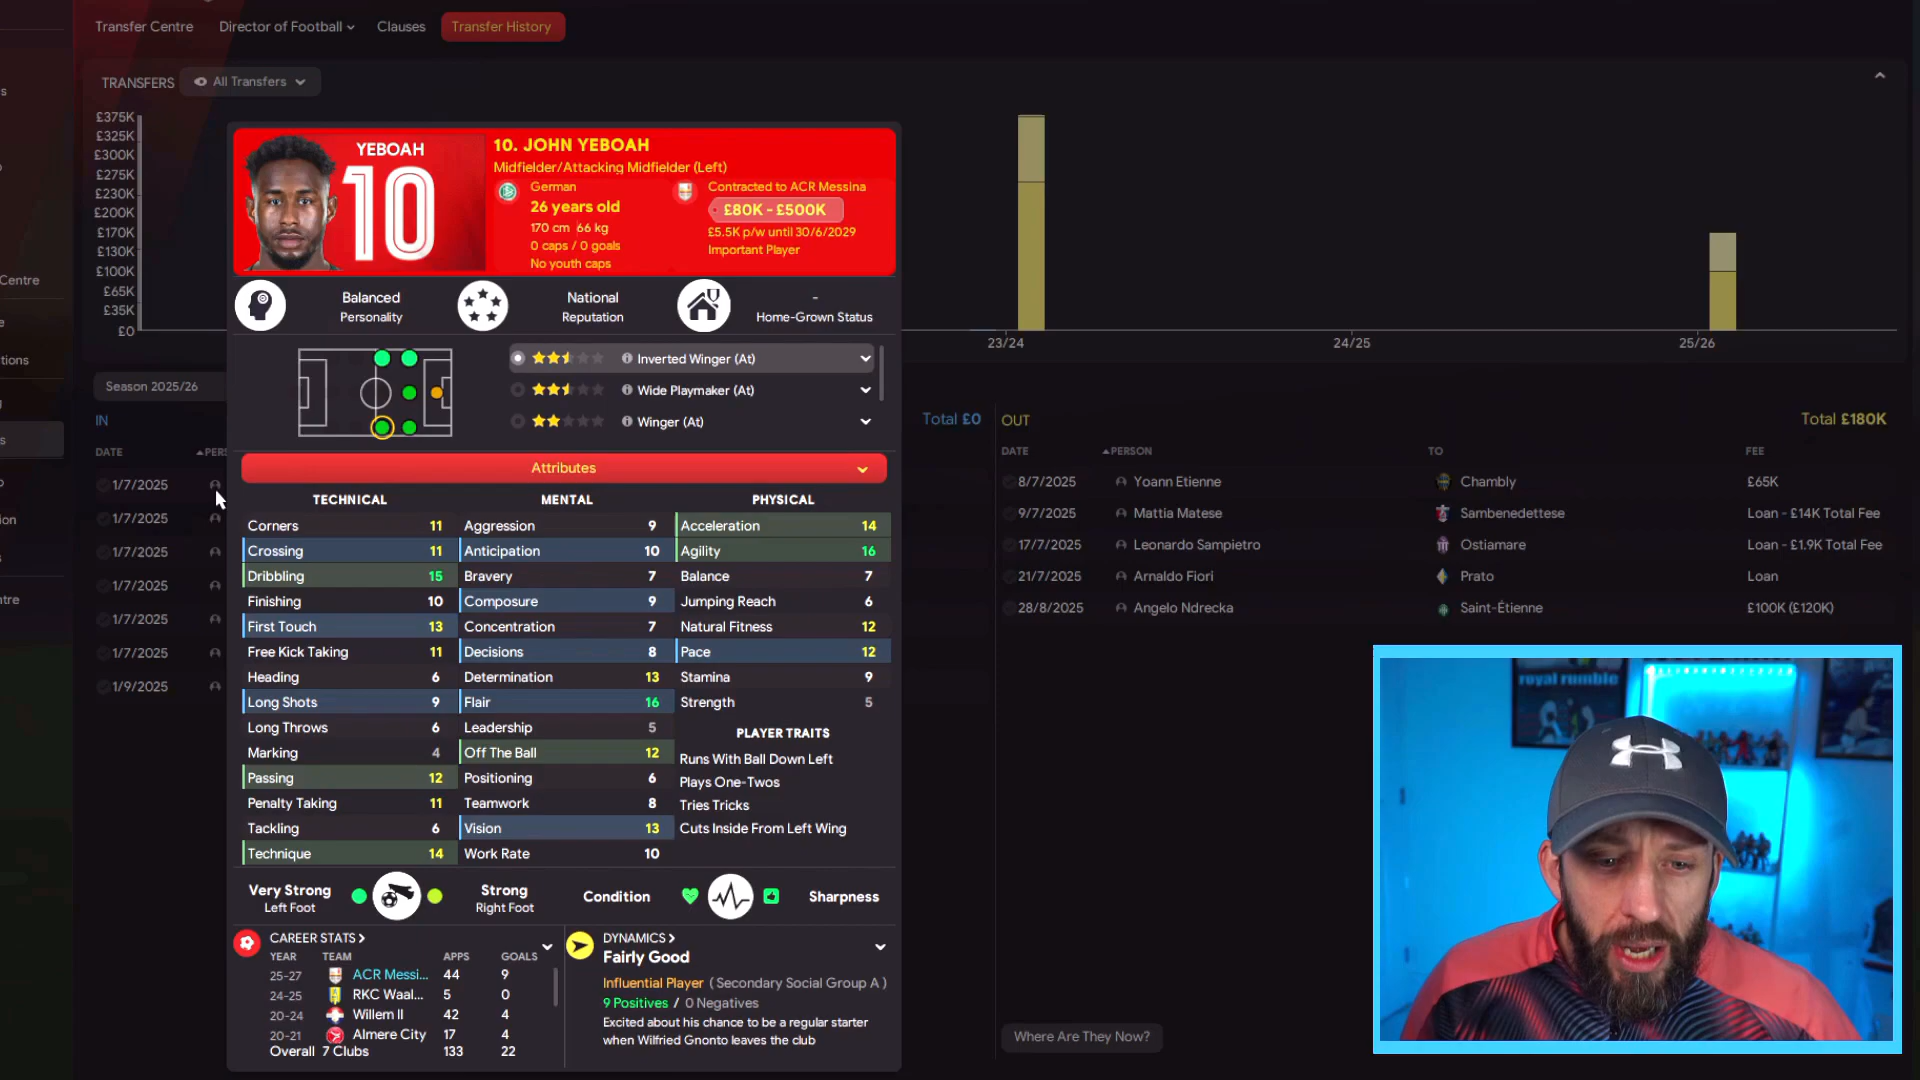 Transfer Centre Director of Football Clauses Transfer History
TRANSFERS All Transfers
£375K
£325K
£300K
£275K
£230K
£200K
£170K
£130K
£100K
£65K
£35K
£0
23/24 24/25 25/26
Season 2025/26
IN Total £0
DATE PERS
1/7/2025
1/7/2025
1/7/2025
1/7/2025
1/7/2025
1/7/2025
1/9/2025
OUT Total £180K
DATE PERSON TO FEE
8/7/2025 Yoann Etienne Chambly £65K
9/7/2025 Mattia Matese Sambenedettese Loan - £14K Total Fee
17/7/2025 Leonardo Sampietro Ostiamare Loan - £1.9K Total Fee
21/7/2025 Arnaldo Fiori Prato Loan
28/8/2025 Angelo Ndrecka Saint-Étienne £100K (£120K)
Where Are They Now?
s
Centre
e
tions
ion
tre
YEBOAH
10
10. JOHN YEBOAH
Midfielder/Attacking Midfielder (Left)
German
26 years old
170 cm 66 kg
0 caps / 0 goals
No youth caps
Contracted to ACR Messina
£80K - £500K
£5.5K p/w until 30/6/2029
Important Player
Balanced
Personality
National
Reputation
-
Home-Grown Status
Inverted Winger (At)
Wide Playmaker (At)
Winger (At)
Attributes
TECHNICAL MENTAL PHYSICAL
Corners 11 Aggression 9 Acceleration 14
Crossing 11 Anticipation 10 Agility 16
Dribbling 15 Bravery 7 Balance 7
Finishing 10 Composure 9 Jumping Reach 6
First Touch 13 Concentration 7 Natural Fitness 12
Free Kick Taking 11 Decisions 8 Pace 12
Heading 6 Determination 13 Stamina 9
Long Shots 9 Flair 16 Strength 5
Long Throws 6 Leadership 5
Marking 4 Off The Ball 12
Passing 12 Positioning 6
Penalty Taking 11 Teamwork 8
Tackling 6 Vision 13
Technique 14 Work Rate 10
PLAYER TRAITS
Runs With Ball Down Left
Plays One-Twos
Tries Tricks
Cuts Inside From Left Wing
Very Strong
Left Foot
Strong
Right Foot
Condition Sharpness
CAREER STATS
YEAR TEAM APPS GOALS
25-27 ACR Messi... 44 9
24-25 RKC Waal... 5 0
20-24 Willem II 42 4
20-21 Almere City 17 4
Overall 7 Clubs 133 22
DYNAMICS
Fairly Good
Influential Player (Secondary Social Group A)
9 Positives / 0 Negatives
Excited about his chance to be a regular starter
when Wilfried Gnonto leaves the club
royal rumble